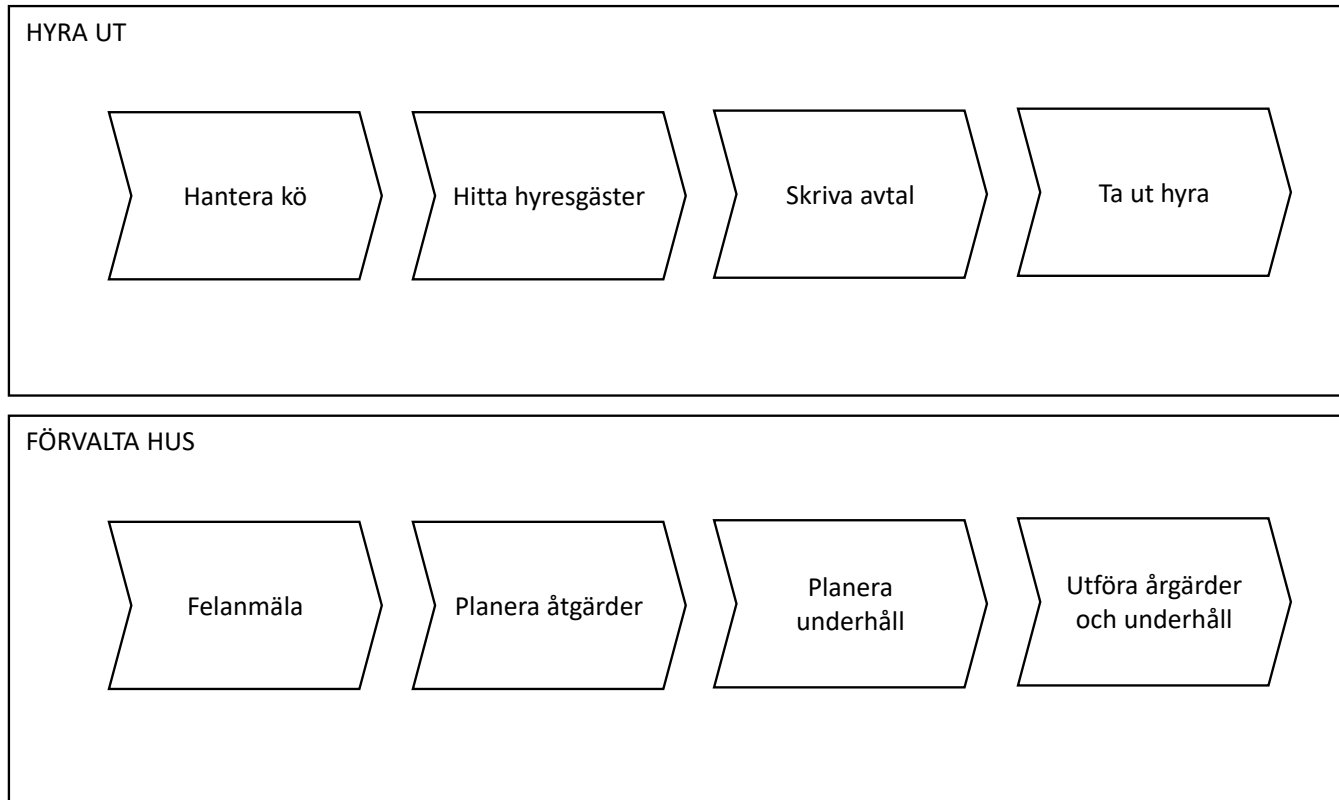 HYRA UT
Hantera kö
Hitta hyresgäster
Skriva avtal
Ta ut hyra
FÖRVALTA HUS
Felanmäla
Planera åtgärder
Planera
underhåll
Utföra årgärder
och underhåll